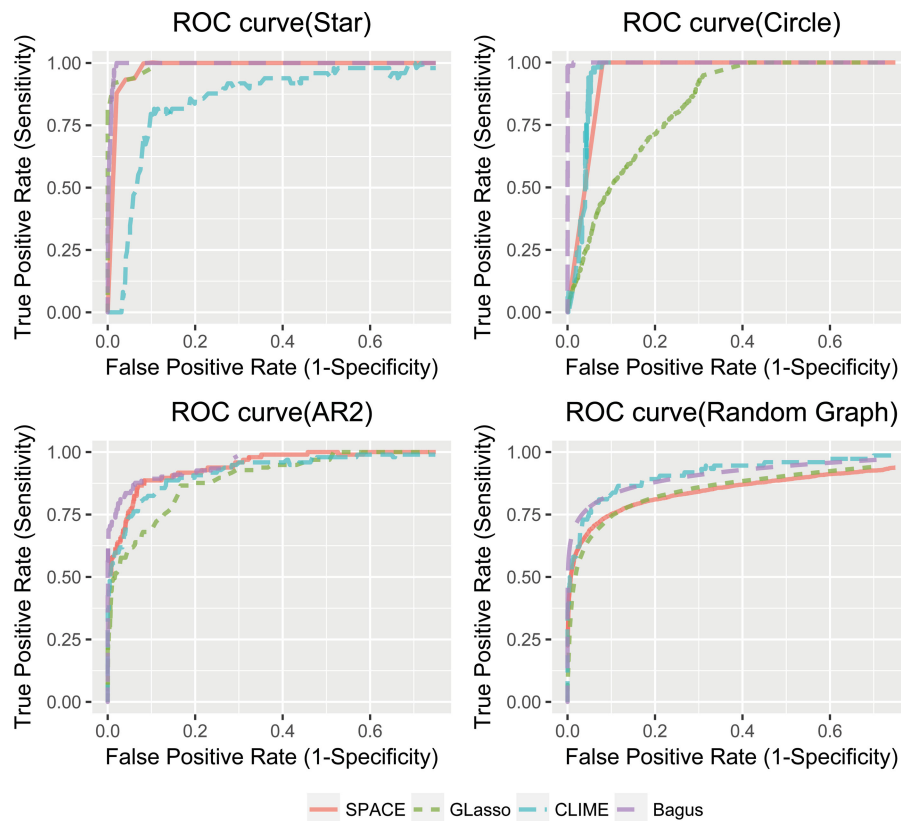 ROC curve(Star)
True Positive Rate (Sensitivity)
1.00
0.75
0.50
0.25
0.00
0.0 0.2 0.4 0.6
False Positive Rate (1-Specificity)
ROC curve(Circle)
True Positive Rate (Sensitivity)
1.00
0.75
0.50
0.25
0.00
0.0 0.2 0.4 0.6
False Positive Rate (1-Specificity)
ROC curve(AR2)
True Positive Rate (Sensitivity)
1.00
0.75
0.50
0.25
0.00
0.0 0.2 0.4 0.6
False Positive Rate (1-Specificity)
ROC curve(Random Graph)
True Positive Rate (Sensitivity)
1.00
0.75
0.50
0.25
0.00
0.0 0.2 0.4 0.6
False Positive Rate (1-Specificity)
SPACE GLasso CLIME Bagus